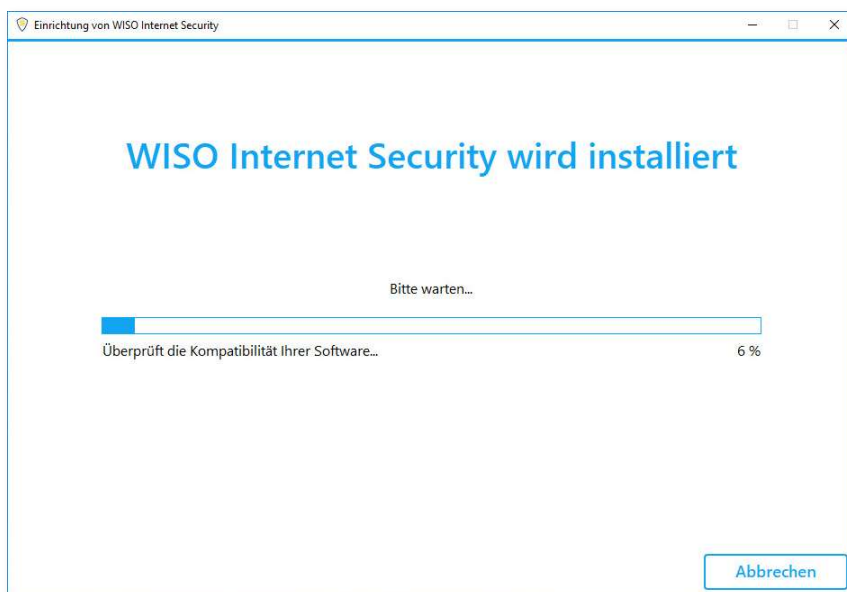 Einrichtung von WISO Internet Security
WISO Internet Security wird installiert
Bitte warten...
Überprüft die Kompatibilität Ihrer Software...
6 %
Abbrechen